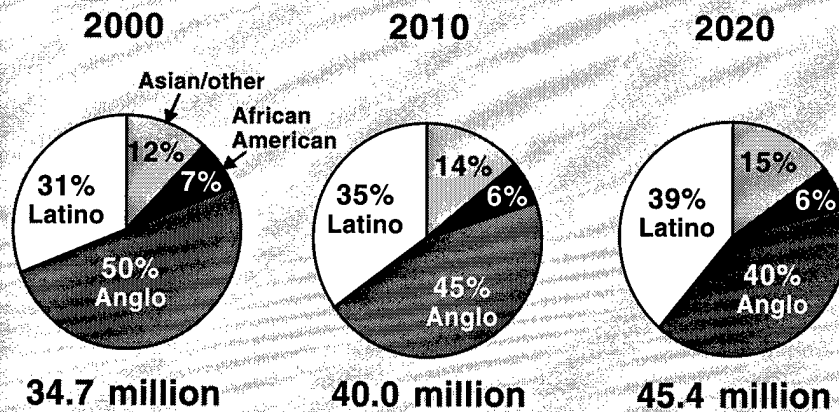 2000
2010
2020
Asian/other
African
American
12%
7%
31%
Latino
50%
Anglo
14%
6%
35%
Latino
45%
Anglo
15%
6%
39%
Latino
40%
Anglo
34.7 million
40.0 million
45.4 million